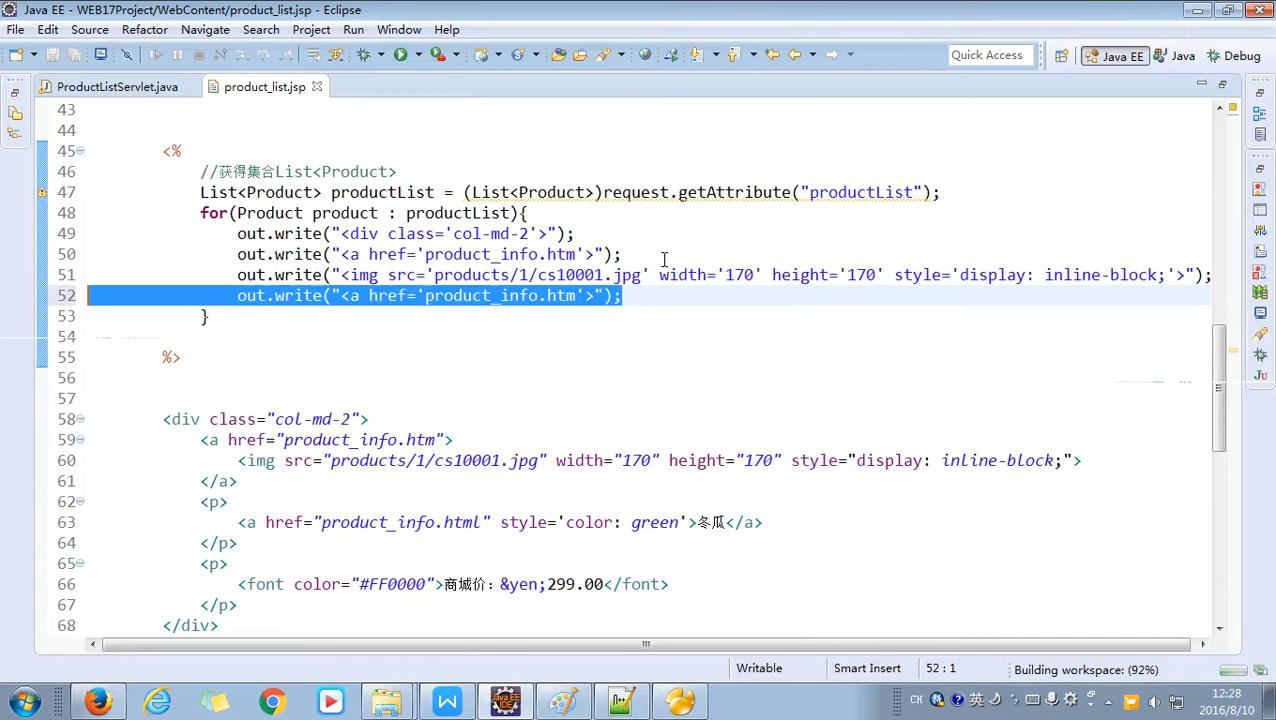 Java EE - WEB17Project/WebContent/product_list.jsp - Eclipse
File Edit Source Refactor Navigate Search Project Run Window Help
Quick Access Java EE Java Debug
ProductListServlet.java product_list.jsp
43
44
45 <%
46 //获得集合List<Product>
47 List<Product> productList = (List<Product>)request.getAttribute("productList");
48 for(Product product : productList){
49 out.write("<div class='col-md-2'>");
50 out.write("<a href='product_info.htm'>");
51 out.write("<img src='products/1/cs10001.jpg' width='170' height='170' style='display: inline-block;'>");
52 out.write("<a href='product_info.htm'>");
53 }
54
55 %>
56
57
58 <div class="col-md-2">
59 <a href="product_info.htm">
60 <img src="products/1/cs10001.jpg" width="170" height="170" style="display: inline-block;">
61 </a>
62 <p>
63 <a href="product_info.html" style='color: green'>冬瓜</a>
64 </p>
65 <p>
66 <font color="#FF0000">商城价：&yen;299.00</font>
67 </p>
68 </div>
Writable Smart Insert 52 : 1 Building workspace: (92%)
CH 英 12:28
2016/8/10